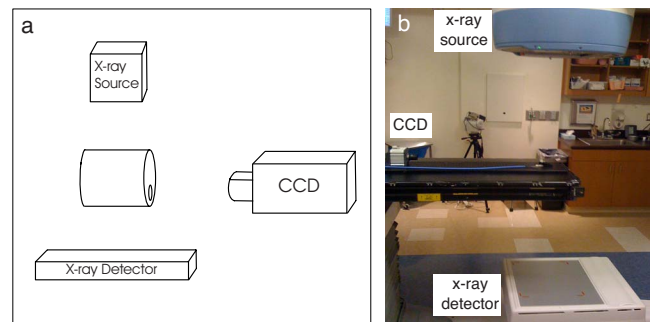 a
X-ray
Source
CCD
X-ray Detector
b
x-ray
source
CCD
x-ray
detector